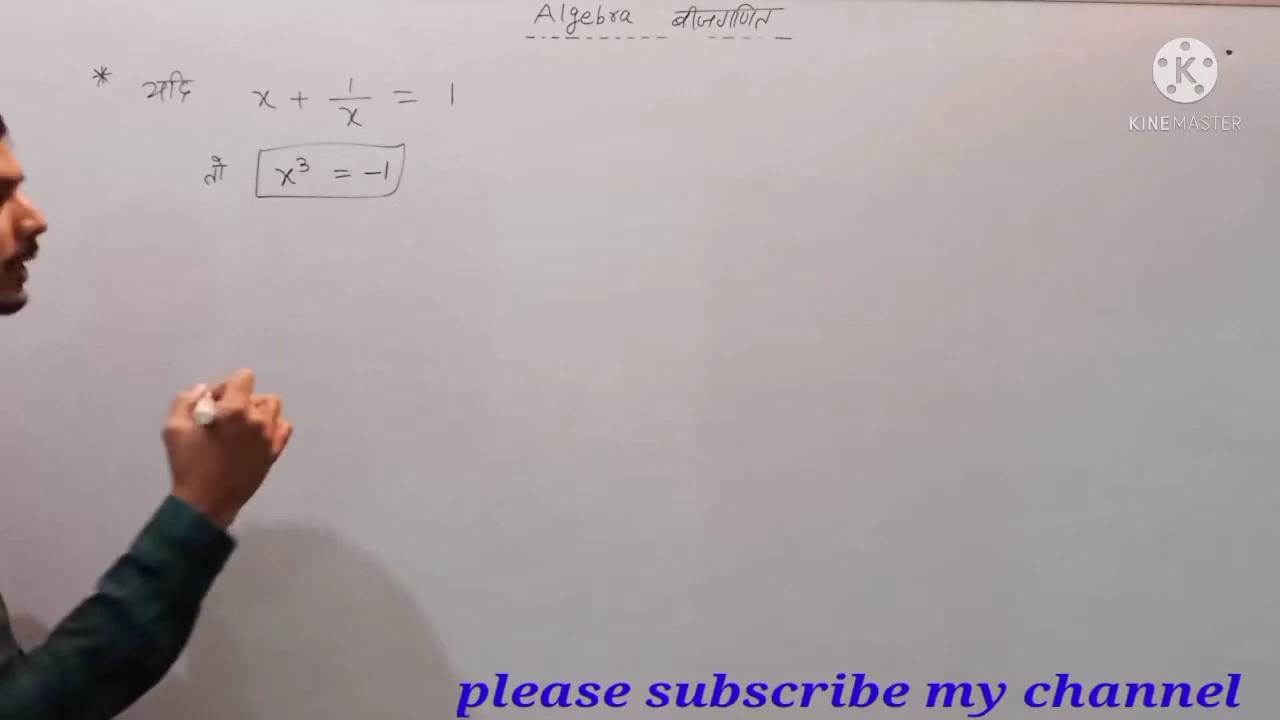 Algebra बीजगणित
* यदि x + 1/x = 1
तो x³ = -1
K
KINEMASTER
please subscribe my channel